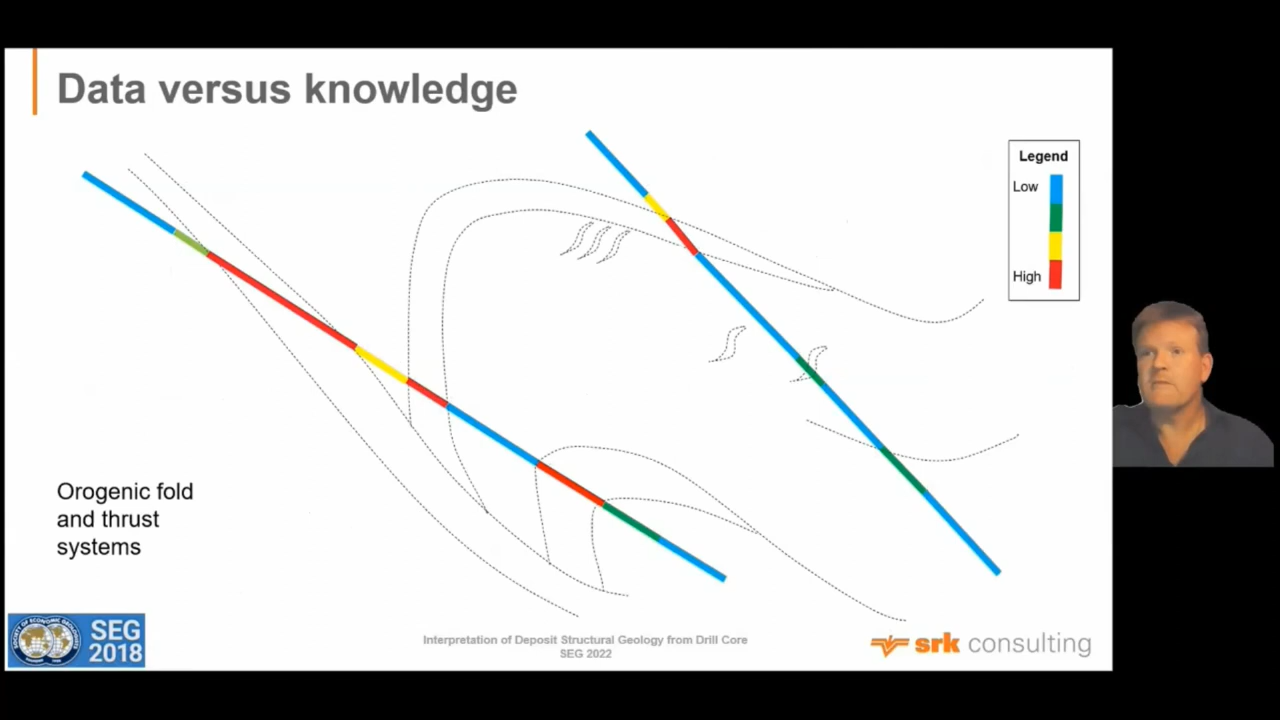 Data versus knowledge
Legend
Low
High
Orogenic fold
and thrust
systems
SEG
2018
Interpretation of Deposit Structural Geology from Drill Core
SEG 2022
srk consulting